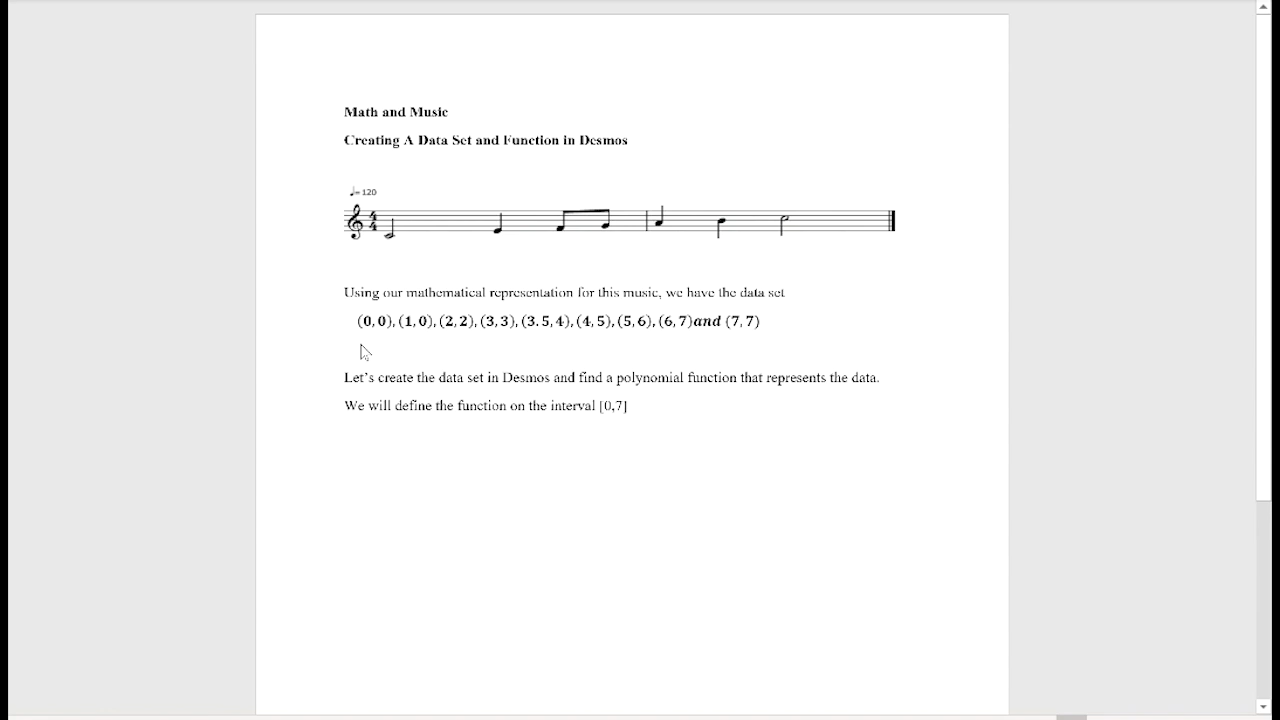 Math and Music
Creating A Data Set and Function in Desmos
♩= 120
4
4
Using our mathematical representation for this music, we have the data set
(0, 0), (1, 0), (2, 2), (3, 3), (3. 5, 4), (4, 5), (5, 6), (6, 7)and (7, 7)
Let's create the data set in Desmos and find a polynomial function that represents the data.
We will define the function on the interval [0,7]